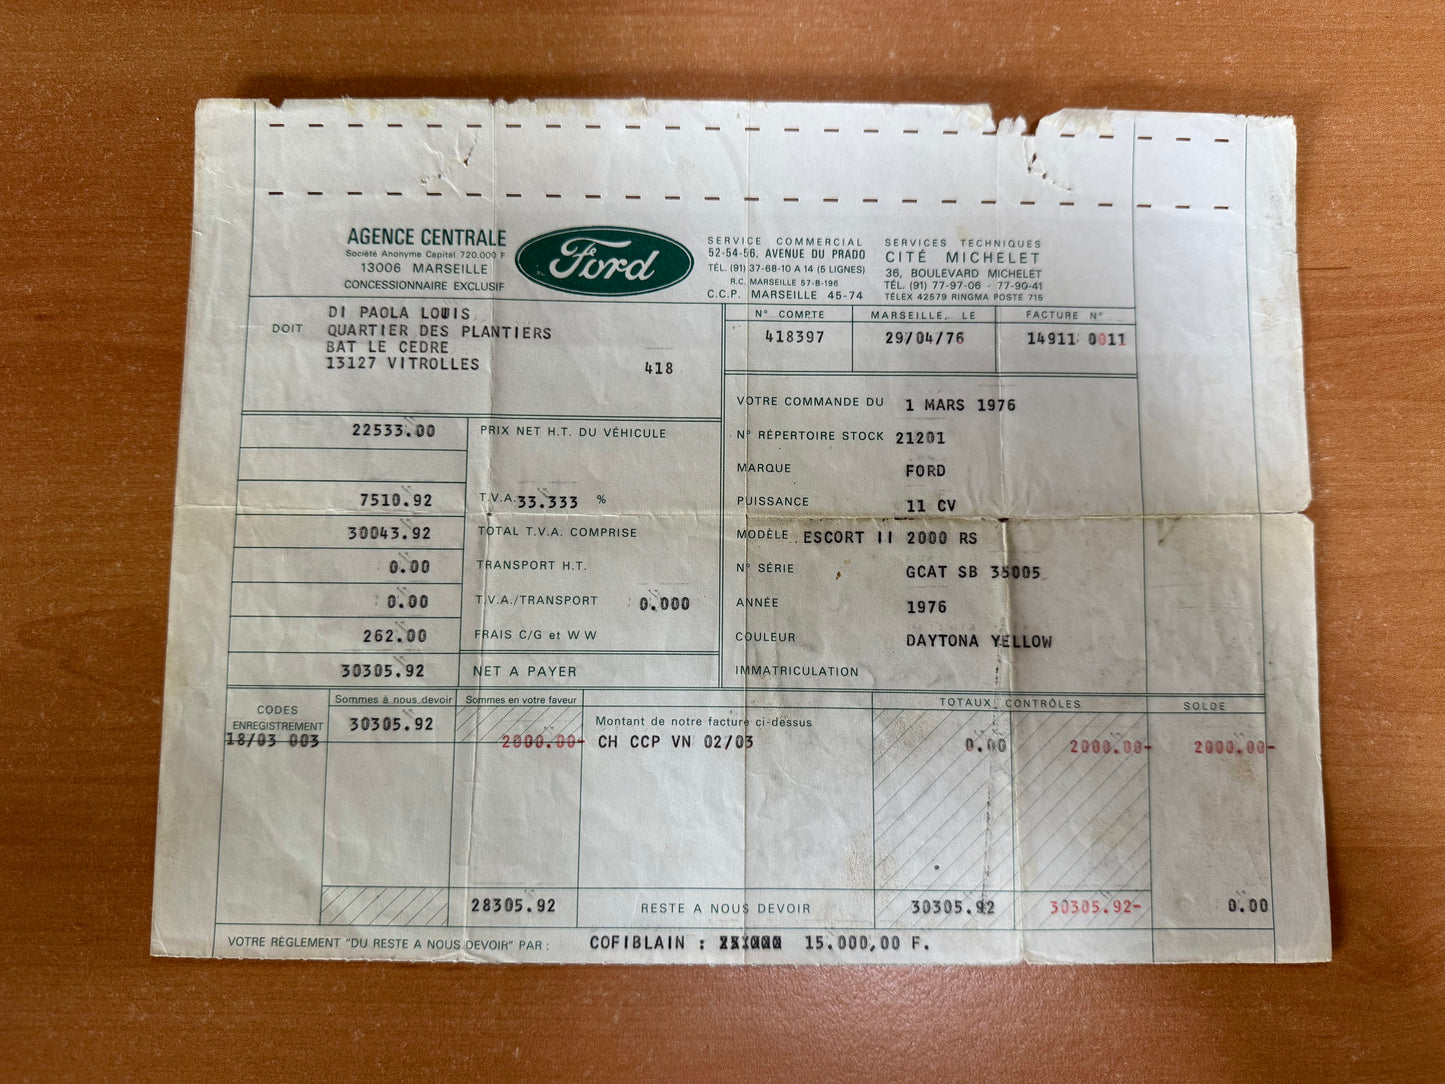 AGENCE CENTRALE
Société Anonyme Capital 720.000 F
13006 MARSEILLE
CONCESSIONNAIRE EXCLUSIF
Ford
SERVICE COMMERCIAL
52-54-56, AVENUE DU PRADO
TÉL. (91) 37-68-10 A 14 (5 LIGNES)
R.C. MARSEILLE 57-B-196
C.C.P. MARSEILLE 45-74
SERVICES TECHNIQUES
CITÉ MICHELET
36, BOULEVARD MICHELET
TÉL. (91) 77-97-06 - 77-90-41
TÉLEX 42579 RINGMA POSTE 715
DOIT
DI PAOLA LOUIS
QUARTIER DES PLANTIERS
BAT LE CEDRE
13127 VITROLLES 418
N° COMPTE MARSEILLE, LE FACTURE N°
418397 29/04/76 14911 0011
22533.00 PRIX NET H.T. DU VÉHICULE
7510.92 T.V.A. 33.333 %
30043.92 TOTAL T.V.A. COMPRISE
0.00 TRANSPORT H.T.
0.00 T.V.A./TRANSPORT 0.000
262.00 FRAIS C/G et W W
30305.92 NET A PAYER
VOTRE COMMANDE DU 1 MARS 1976
N° RÉPERTOIRE STOCK 21201
MARQUE FORD
PUISSANCE 11 CV
MODÈLE ESCORT II 2000 RS
N° SÉRIE GCAT SB 35005
ANNÉE 1976
COULEUR DAYTONA YELLOW
IMMATRICULATION
CODES ENREGISTREMENT Sommes à nous devoir Sommes en votre faveur TOTAUX CONTRÔLES SOLDE
30305.92 Montant de notre facture ci-dessus
18/03 003 2000.00- CH CCP VN 02/03 0.00 2000.00- 2000.00-
28305.92 RESTE A NOUS DEVOIR 30305.92 30305.92- 0.00
VOTRE RÈGLEMENT "DU RESTE A NOUS DEVOIR" PAR : COFIBLAIN : 15.000,00 F.